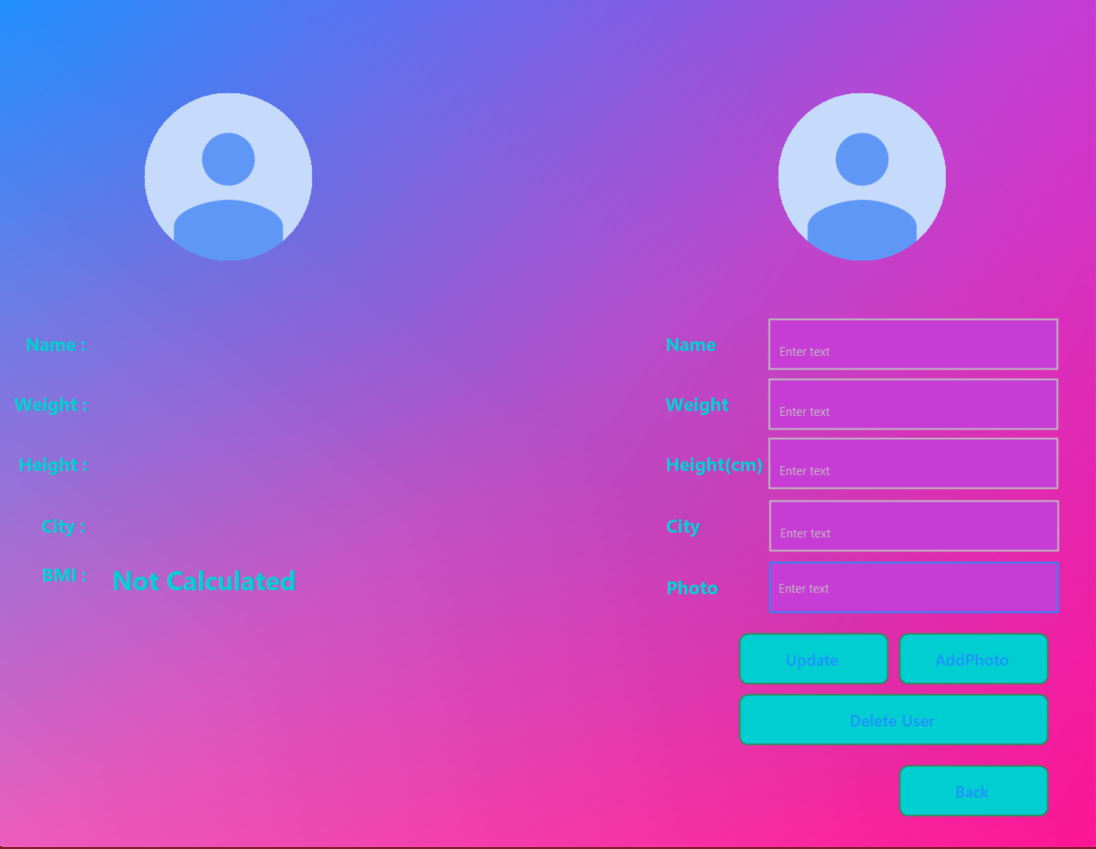 Name :
Weight :
Height :
City :
BMI : Not Calculated
Name Enter text
Weight Enter text
Height(cm) Enter text
City Enter text
Photo Enter text
Update AddPhoto
Delete User
Back